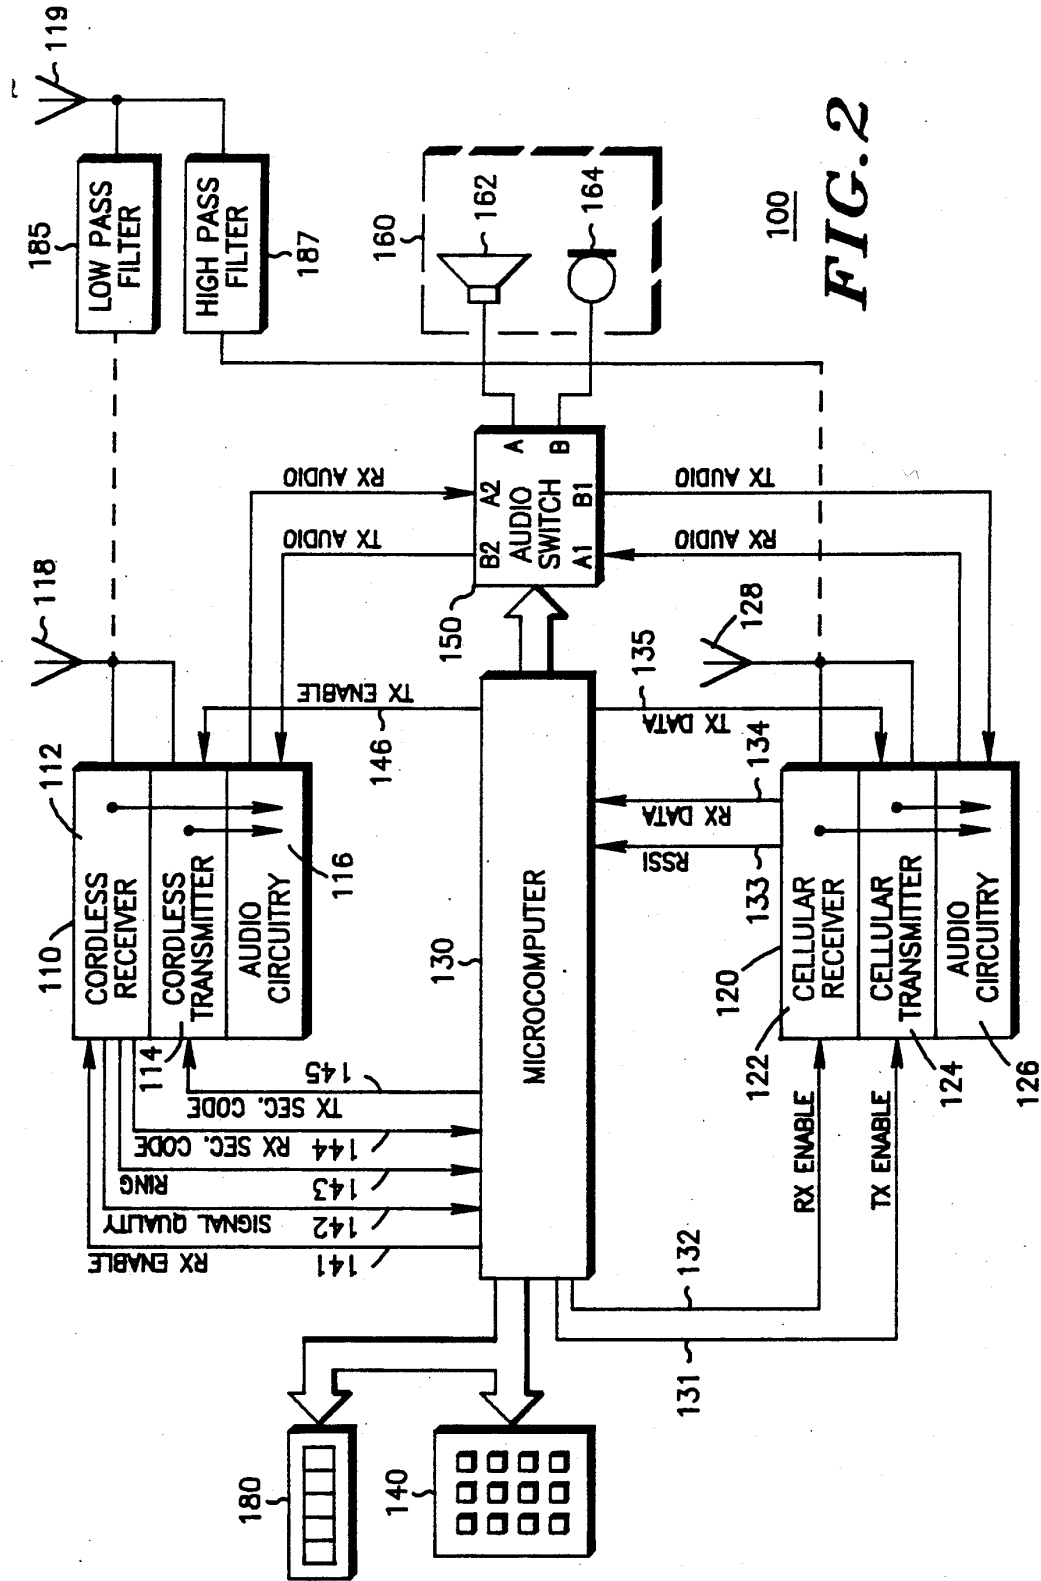 119
185
LOW PASS
FILTER
HIGH PASS
FILTER
187
118
112
110
CORDLESS
RECEIVER
CORDLESS
TRANSMITTER
AUDIO
CIRCUITRY
114
116
RX AUDIO
TX AUDIO
TX ENABLE
146
160
162
164
150
B2
A2
AUDIO
SWITCH
A
B
A1
B1
RX ENABLE
141
SIGNAL QUALITY
142
RING
143
RX SEC. CODE
144
TX SEC. CODE
145
130
MICROCOMPUTER
180
140
131
132
RX ENABLE
TX ENABLE
RSSI
133
RX DATA
134
TX DATA
135
RX AUDIO
TX AUDIO
128
120
122
CELLULAR
RECEIVER
CELLULAR
TRANSMITTER
AUDIO
CIRCUITRY
124
126
100
FIG.2